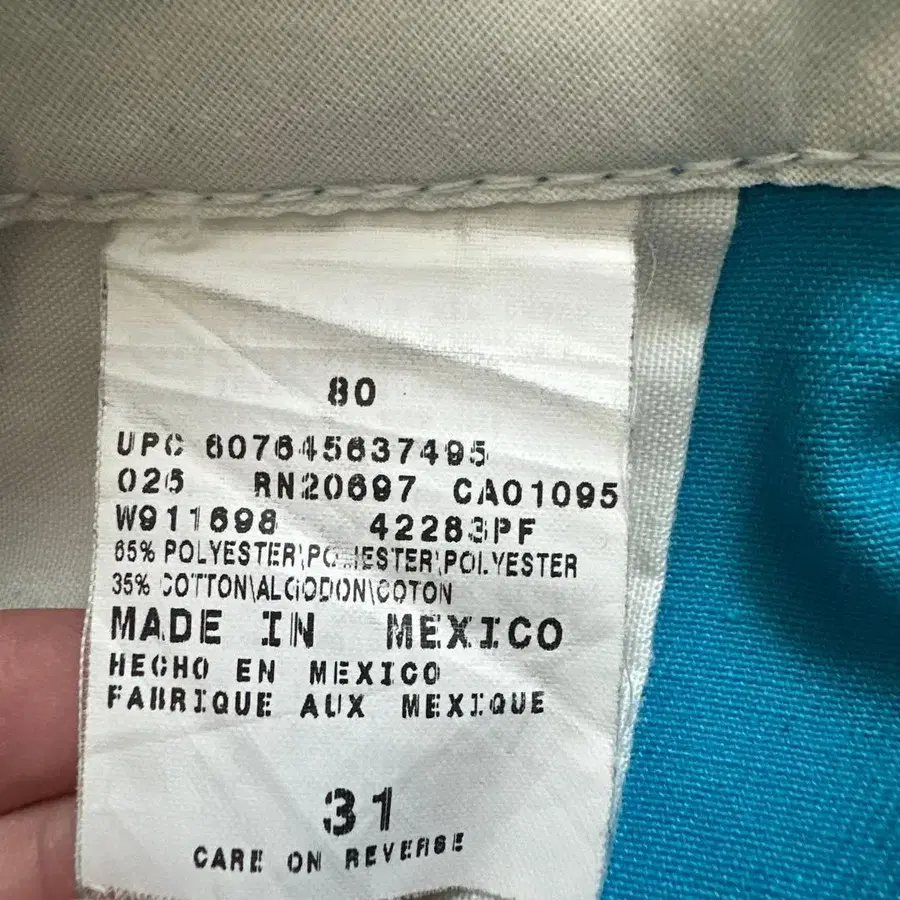 80
UPC 607645637495
026 RN20697 CA01095
W911698 42283PF
65% POLYESTER\POLIESTER\POLYESTER
35% COTTON\ALGODON\COTON
MADE IN MEXICO
HECHO EN MEXICO
FABRIQUE AUX MEXIQUE
31
CARE ON REVERSE